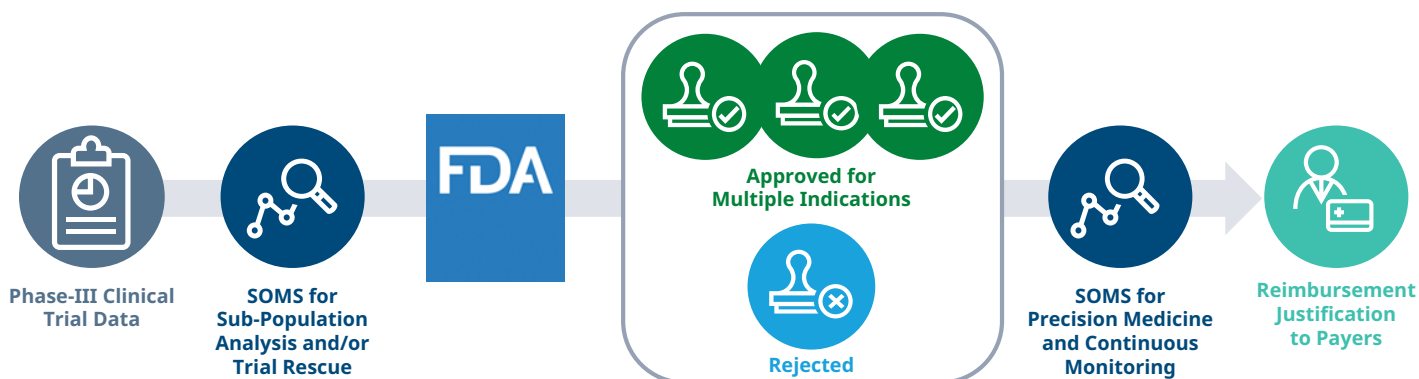 Phase-III Clinical
Trial Data
SOMS for
Sub-Population
Analysis and/or
Trial Rescue
FDA
Approved for
Multiple Indications
Rejected
SOMS for
Precision Medicine
and Continuous
Monitoring
Reimbursement
Justification
to Payers